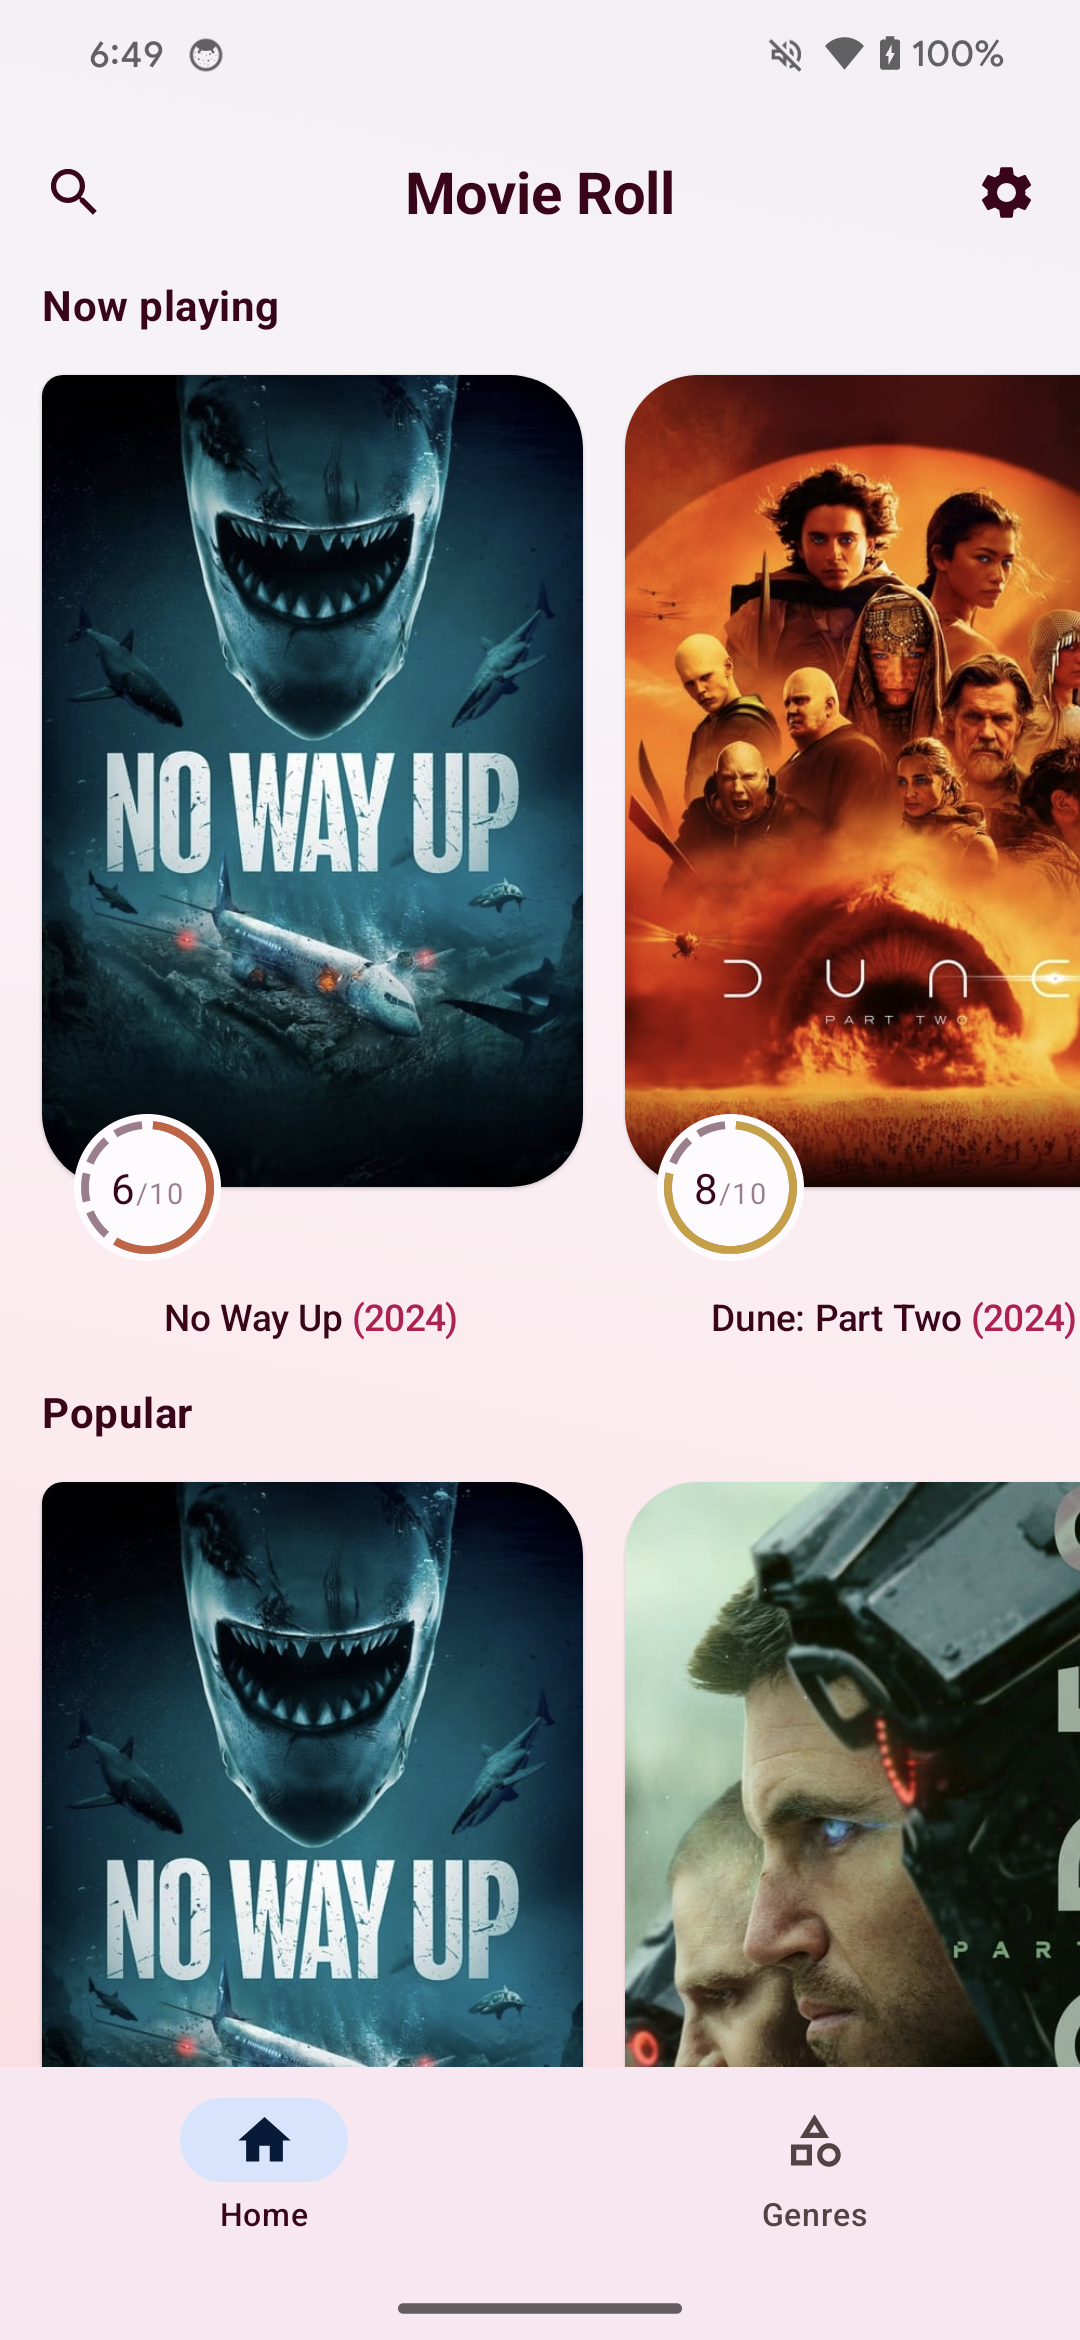 6:49
100%
Movie Roll
Now playing
NO WAY UP
DUNE
PART TWO
6/10
8/10
No Way Up (2024)
Dune: Part Two (2024)
Popular
NO WAY UP
PAR
Home
Genres